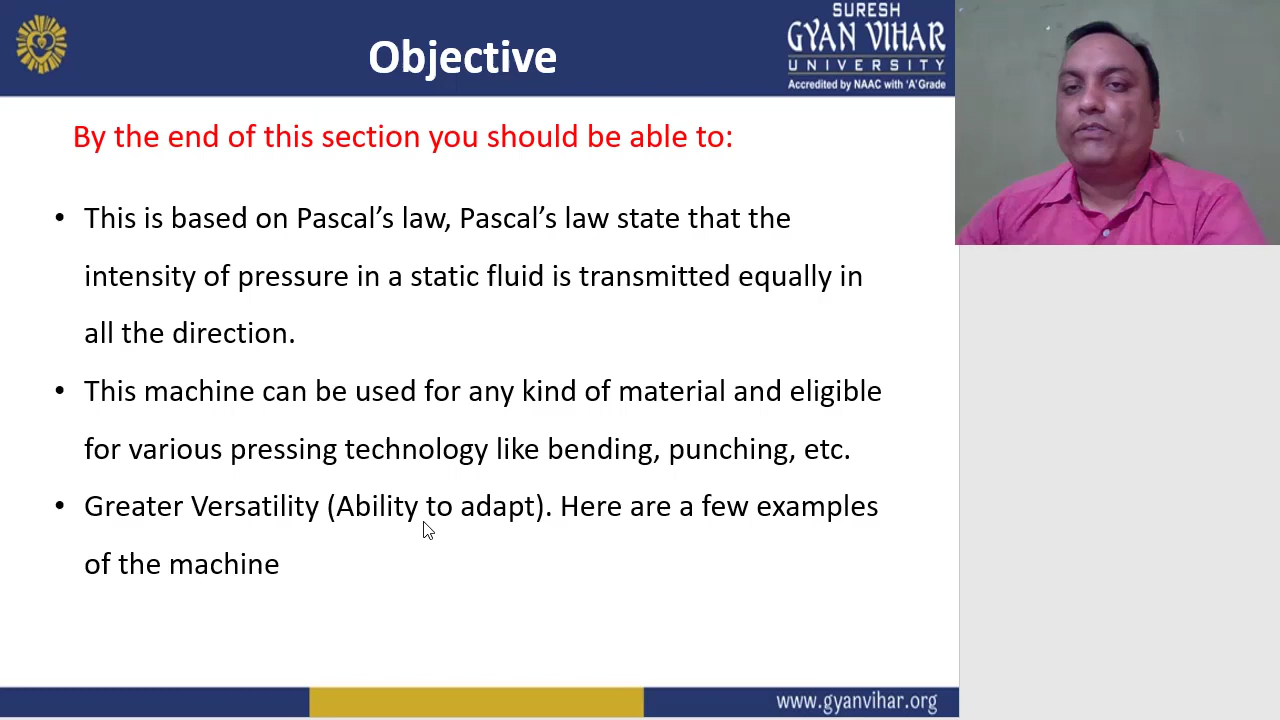 Objective
SURESH
GYAN VIHAR
UNIVERSITY
Accredited by NAAC with 'A'Grade
By the end of this section you should be able to:
• This is based on Pascal’s law, Pascal’s law state that the
intensity of pressure in a static fluid is transmitted equally in
all the direction.
• This machine can be used for any kind of material and eligible
for various pressing technology like bending, punching, etc.
• Greater Versatility (Ability to adapt). Here are a few examples
of the machine
www.gyanvihar.org